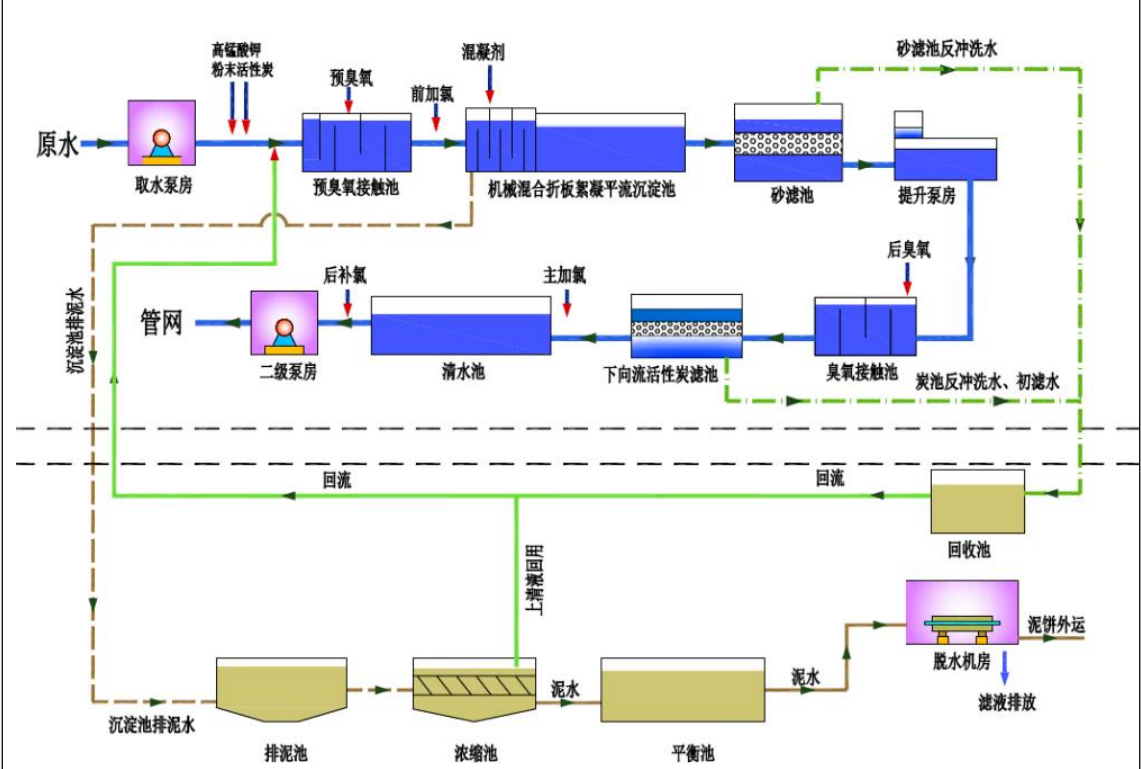 砂滤池反冲洗水
高锰酸钾
粉末活性炭
混凝剂
预臭氧
前加氯
原水
取水泵房
预臭氧接触池
机械混合折板絮凝平流沉淀池
砂滤池
提升泵房
后臭氧
主加氯
后补氯
沉淀池排泥水
管网
二级泵房
清水池
下向流活性炭滤池
臭氧接触池
炭池反冲洗水、初滤水
回流
回流
回收池
上清液回用
泥饼外运
脱水机房
泥水
泥水
滤液排放
沉淀池排泥水
排泥池
浓缩池
平衡池